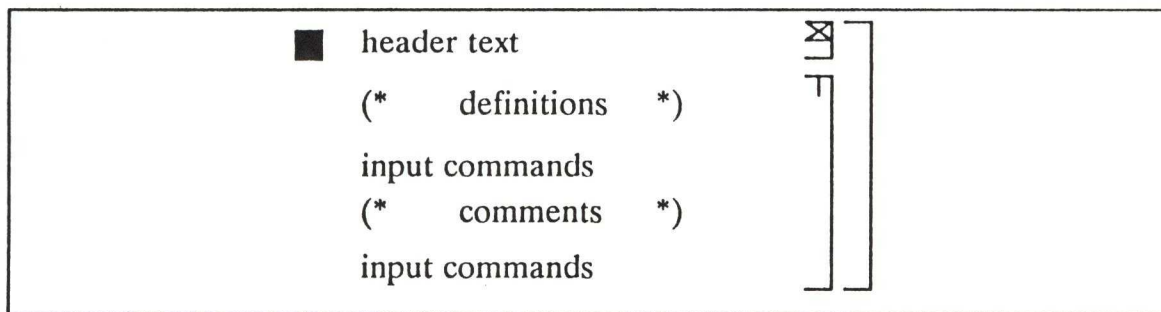 header text
(* definitions *)
input commands
(* comments *)
input commands